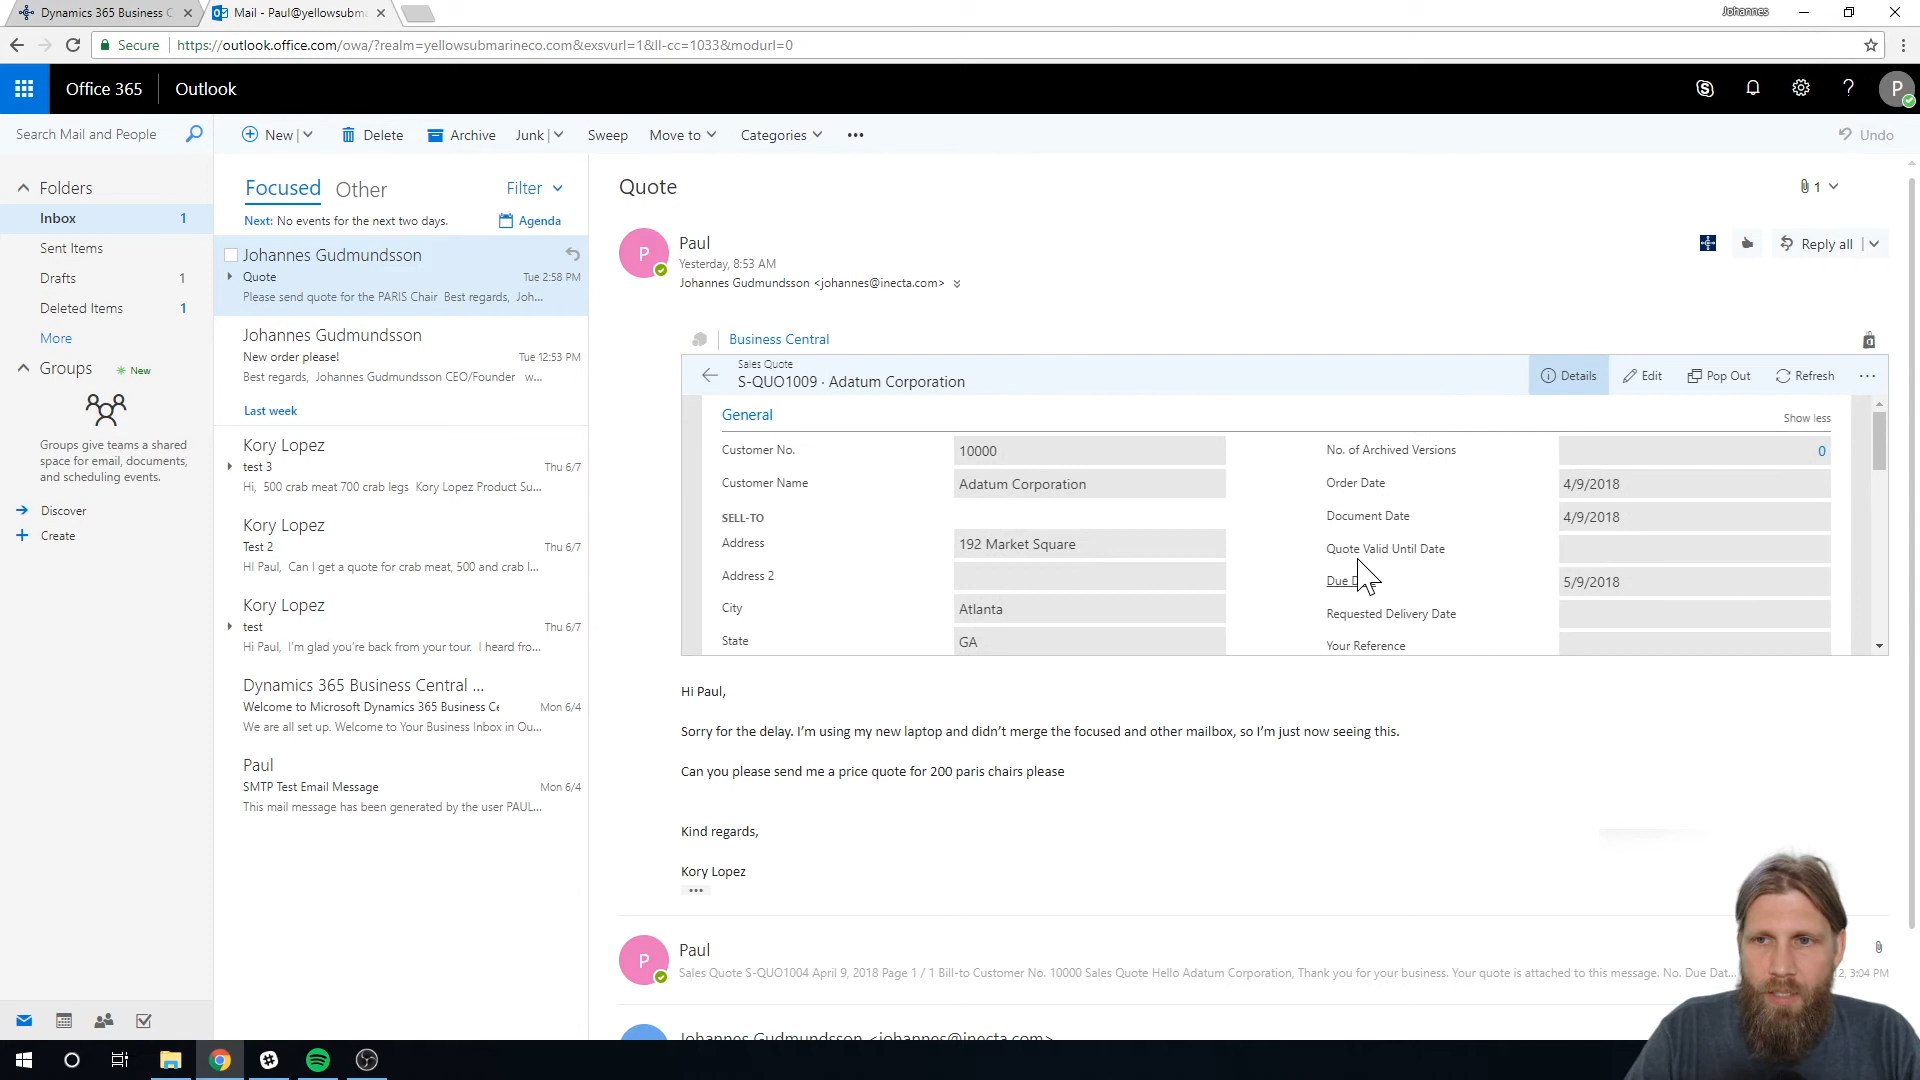 Dynamics 365 Business C
Mail - Paul@yellowsubm
Johannes
Secure
https://outlook.office.com/owa/?realm=yellowsubmarineco.com&exsvurl=1&ll-cc=1033&modurl=0
Office 365
Outlook
P
Search Mail and People
New
Delete
Archive
Junk
Sweep
Move to
Categories
Undo
Folders
Inbox 1
Sent Items
Drafts 1
Deleted Items 1
More
Groups
New
Groups give teams a shared
space for email, documents,
and scheduling events.
Discover
Create
Focused
Other
Filter
Next: No events for the next two days.
Agenda
Johannes Gudmundsson
Quote Tue 2:58 PM
Please send quote for the PARIS Chair Best regards, Joh...
Johannes Gudmundsson
New order please! Tue 12:53 PM
Best regards, Johannes Gudmundsson CEO/Founder w...
Last week
Kory Lopez
test 3 Thu 6/7
Hi, 500 crab meat 700 crab legs Kory Lopez Product Su...
Kory Lopez
Test 2 Thu 6/7
HI Paul, Can I get a quote for crab meat, 500 and crab l...
Kory Lopez
test Thu 6/7
Hi Paul, I'm glad you're back from your tour. I heard fro...
Dynamics 365 Business Central ...
Welcome to Microsoft Dynamics 365 Business Ce Mon 6/4
We are all set up. Welcome to Your Business Inbox in Ou...
Paul
SMTP Test Email Message Mon 6/4
This mail message has been generated by the user PAUL...
Quote
1
P
Paul
Yesterday, 8:53 AM
Johannes Gudmundsson <johannes@inecta.com>
Reply all
Business Central
Sales Quote
S-QUO1009 · Adatum Corporation
Details
Edit
Pop Out
Refresh
General
Show less
Customer No. 10000
Customer Name Adatum Corporation
SELL-TO
Address 192 Market Square
Address 2
City Atlanta
State GA
No. of Archived Versions 0
Order Date 4/9/2018
Document Date 4/9/2018
Quote Valid Until Date
Due 5/9/2018
Requested Delivery Date
Your Reference
Hi Paul,
Sorry for the delay. I'm using my new laptop and didn't merge the focused and other mailbox, so I'm just now seeing this.
Can you please send me a price quote for 200 paris chairs please
Kind regards,
Kory Lopez
P
Paul
Sales Quote S-QUO1004 April 9, 2018 Page 1 / 1 Bill-to Customer No. 10000 Sales Quote Hello Adatum Corporation, Thank you for your business. Your quote is attached to this message. No. Due Dat...
2, 3:04 PM
Johannes Gudmundsson <johannes@inecta.com>